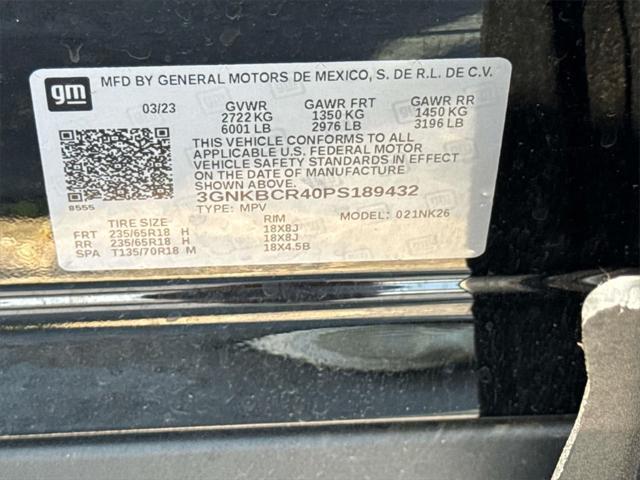 gm
MFD BY GENERAL MOTORS DE MEXICO, S. DE R.L. DE C.V.
03/23 GVWR GAWR FRT GAWR RR
2722 KG 1350 KG 1450 KG
6001 LB 2976 LB 3196 LB
THIS VEHICLE CONFORMS TO ALL
APPLICABLE U.S. FEDERAL MOTOR
VEHICLE SAFETY STANDARDS IN EFFECT
ON THE DATE OF MANUFACTURE
SHOWN ABOVE.
8555
3GNKBCR40PS189432
TYPE: MPV MODEL: 021NK26
TIRE SIZE RIM
FRT 235/65R18 H 18X8J
RR 235/65R18 H 18X8J
SPA T135/70R18 M 18X4.5B